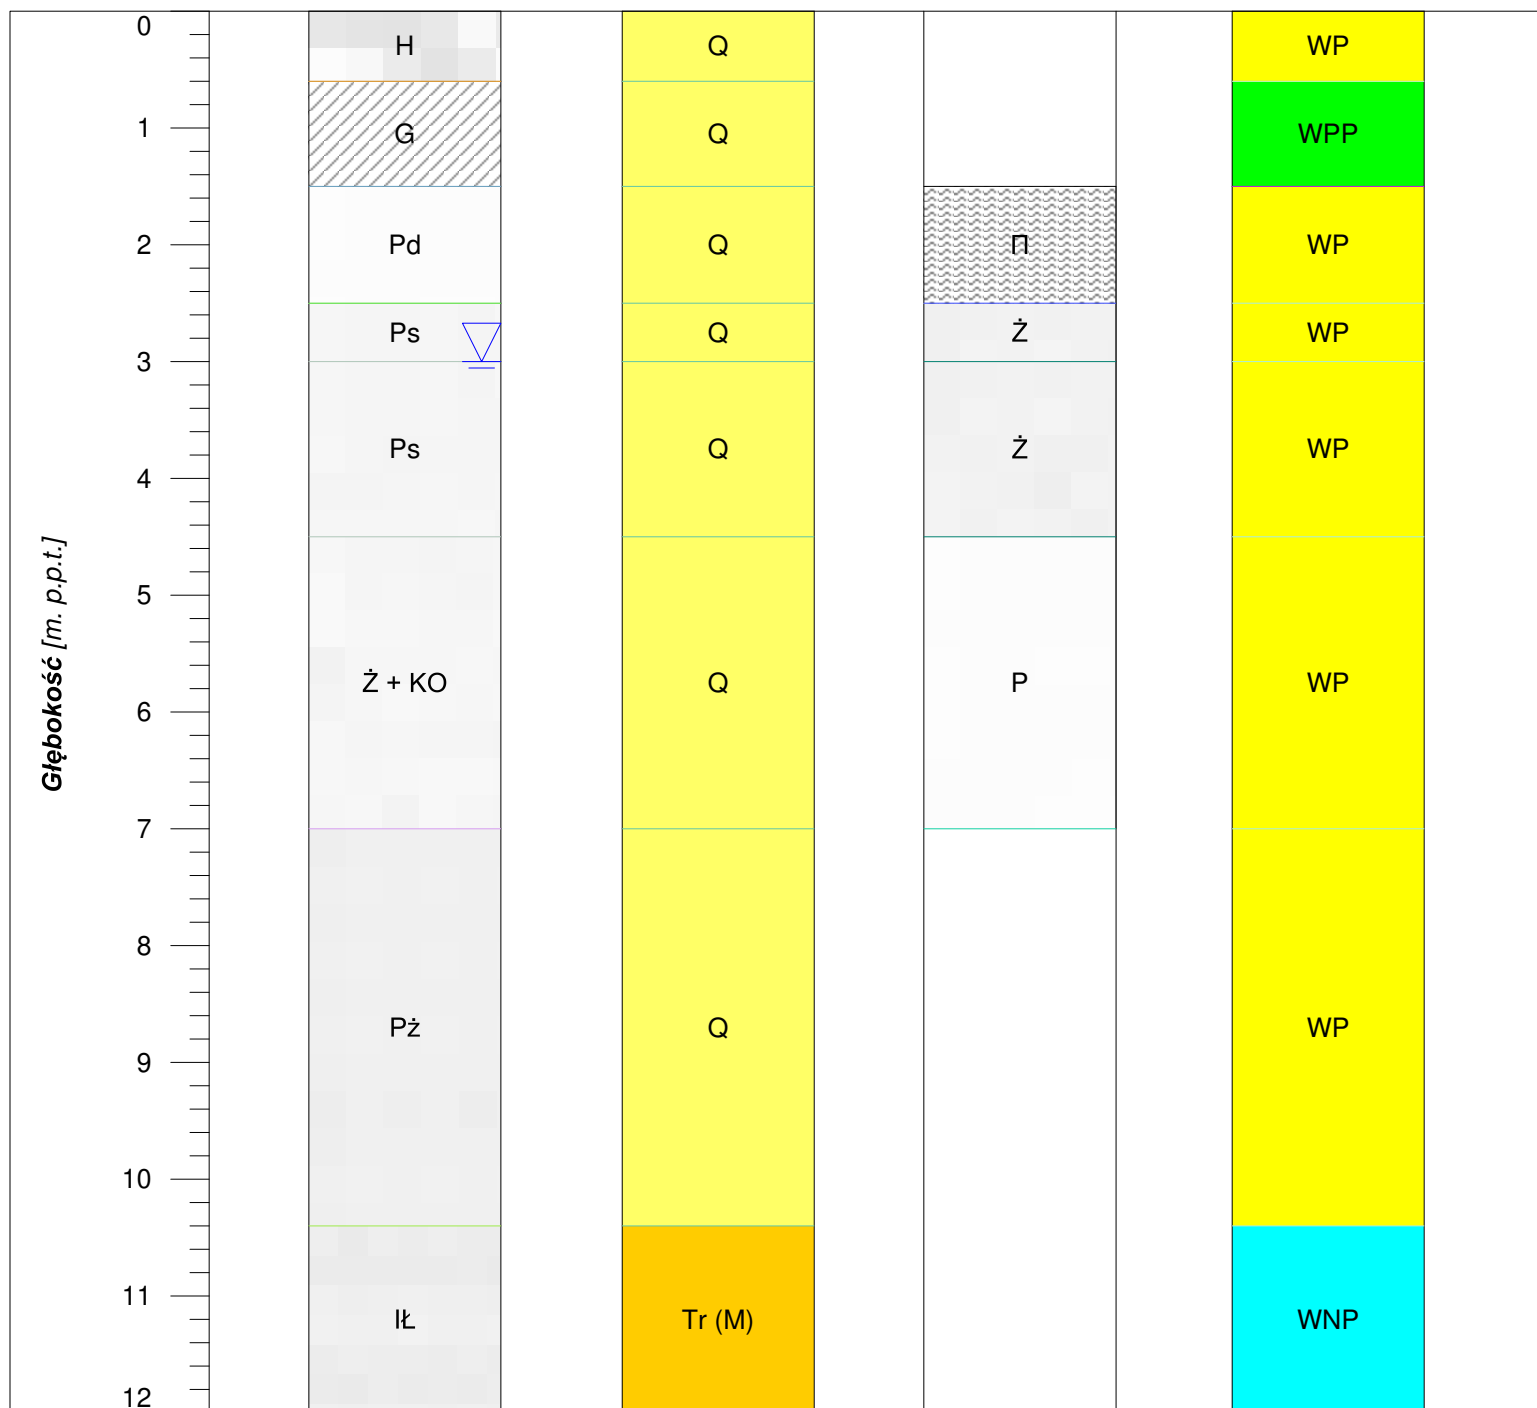 0
H Q WP
1 G Q WPP
2 Pd Q П WP
Ps Q Ż WP
3
Ps Q Ż WP
4
Głębokość [m. p.p.t.]
5
Ż + KO Q P WP
6
7
8
Pż Q WP
9
10
11
IŁ Tr (M) WNP
12